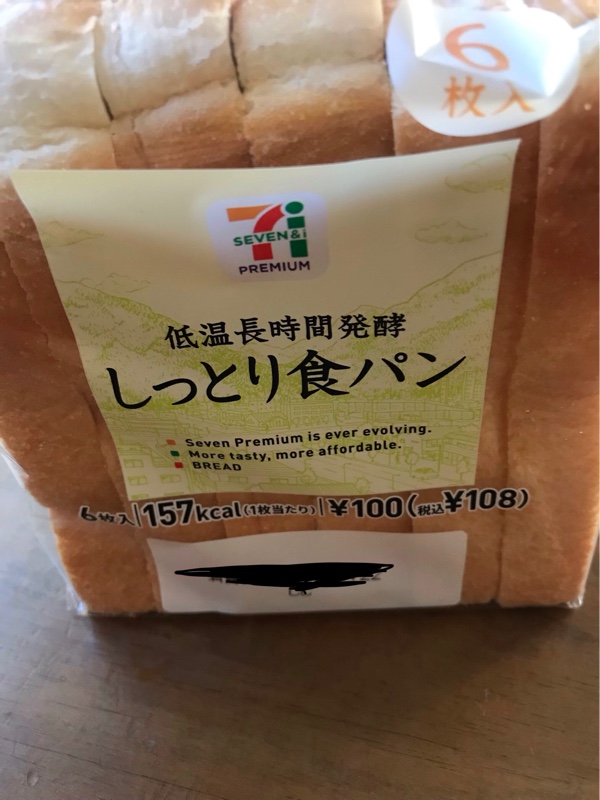 6
枚入
SEVEN&i
PREMIUM
低温長時間発酵
しっとり食パン
Seven Premium is ever evolving.
More tasty, more affordable.
BREAD
6枚入|157kcal(1枚当たり)|¥100(税込¥108)